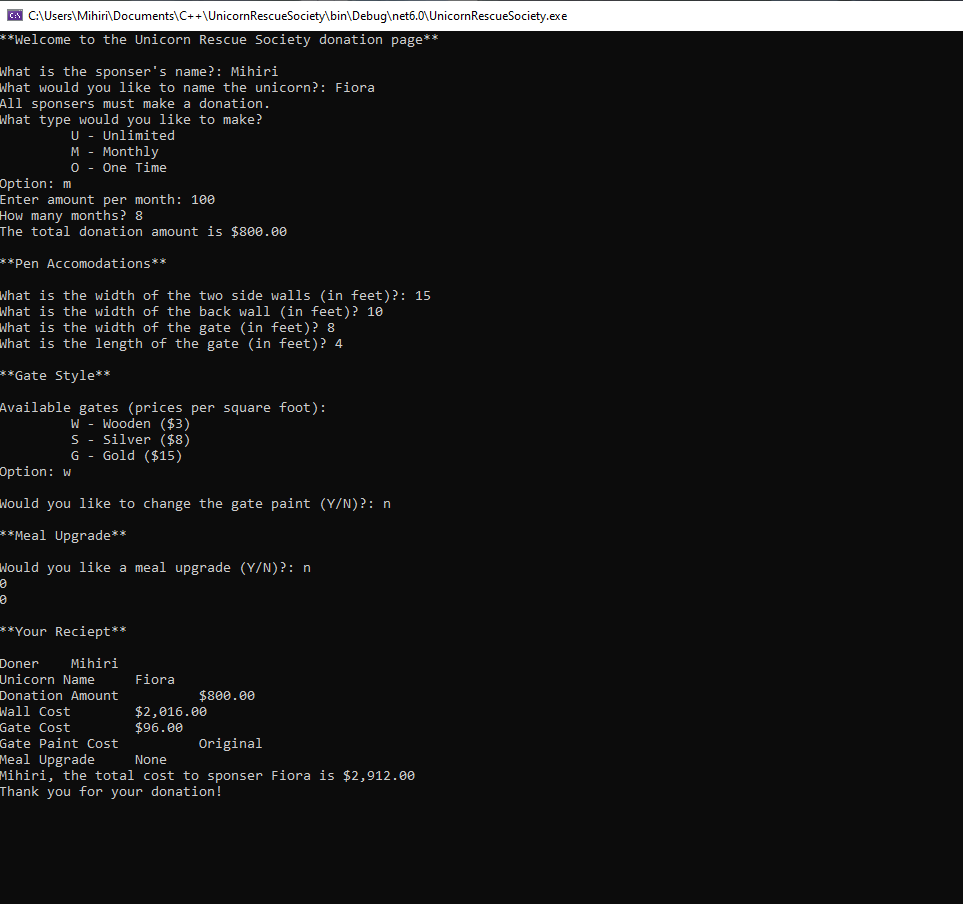 C:\Users\Mihiri\Documents\C++\UnicornRescueSociety\bin\Debug\net6.0\UnicornRescueSociety.exe
**Welcome to the Unicorn Rescue Society donation page**
What is the sponser's name?: Mihiri
What would you like to name the unicorn?: Fiora
All sponsers must make a donation.
What type would you like to make?
U - Unlimited
M - Monthly
O - One Time
Option: m
Enter amount per month: 100
How many months? 8
The total donation amount is $800.00
**Pen Accomodations**
What is the width of the two side walls (in feet)?: 15
What is the width of the back wall (in feet)? 10
What is the width of the gate (in feet)? 8
What is the length of the gate (in feet)? 4
**Gate Style**
Available gates (prices per square foot):
W - Wooden ($3)
S - Silver ($8)
G - Gold ($15)
Option: w
Would you like to change the gate paint (Y/N)?: n
**Meal Upgrade**
Would you like a meal upgrade (Y/N)?: n
0
0
**Your Reciept**
Doner Mihiri
Unicorn Name Fiora
Donation Amount $800.00
Wall Cost $2,016.00
Gate Cost $96.00
Gate Paint Cost Original
Meal Upgrade None
Mihiri, the total cost to sponser Fiora is $2,912.00
Thank you for your donation!